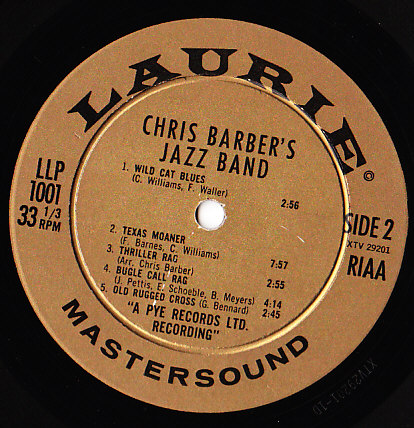 LAURIE ©
CHRIS BARBER'S
JAZZ BAND
LLP
1001
33 1/3
RPM
SIDE 2
XTV 29201
RIAA
1. WILD CAT BLUES
(C. Williams, F. Waller) 2:56
2. TEXAS MOANER
(F. Barnes, C. Williams) 7:57
3. THRILLER RAG
(Arr. Chris Barber) 2:55
4. BUGLE CALL RAG
(J. Pettis, E. Schoeble, B. Meyers) 4:14
5. OLD RUGGED CROSS (G. Bennard) 2:45
"A PYE RECORDS LTD.
RECORDING"
MASTERSOUND